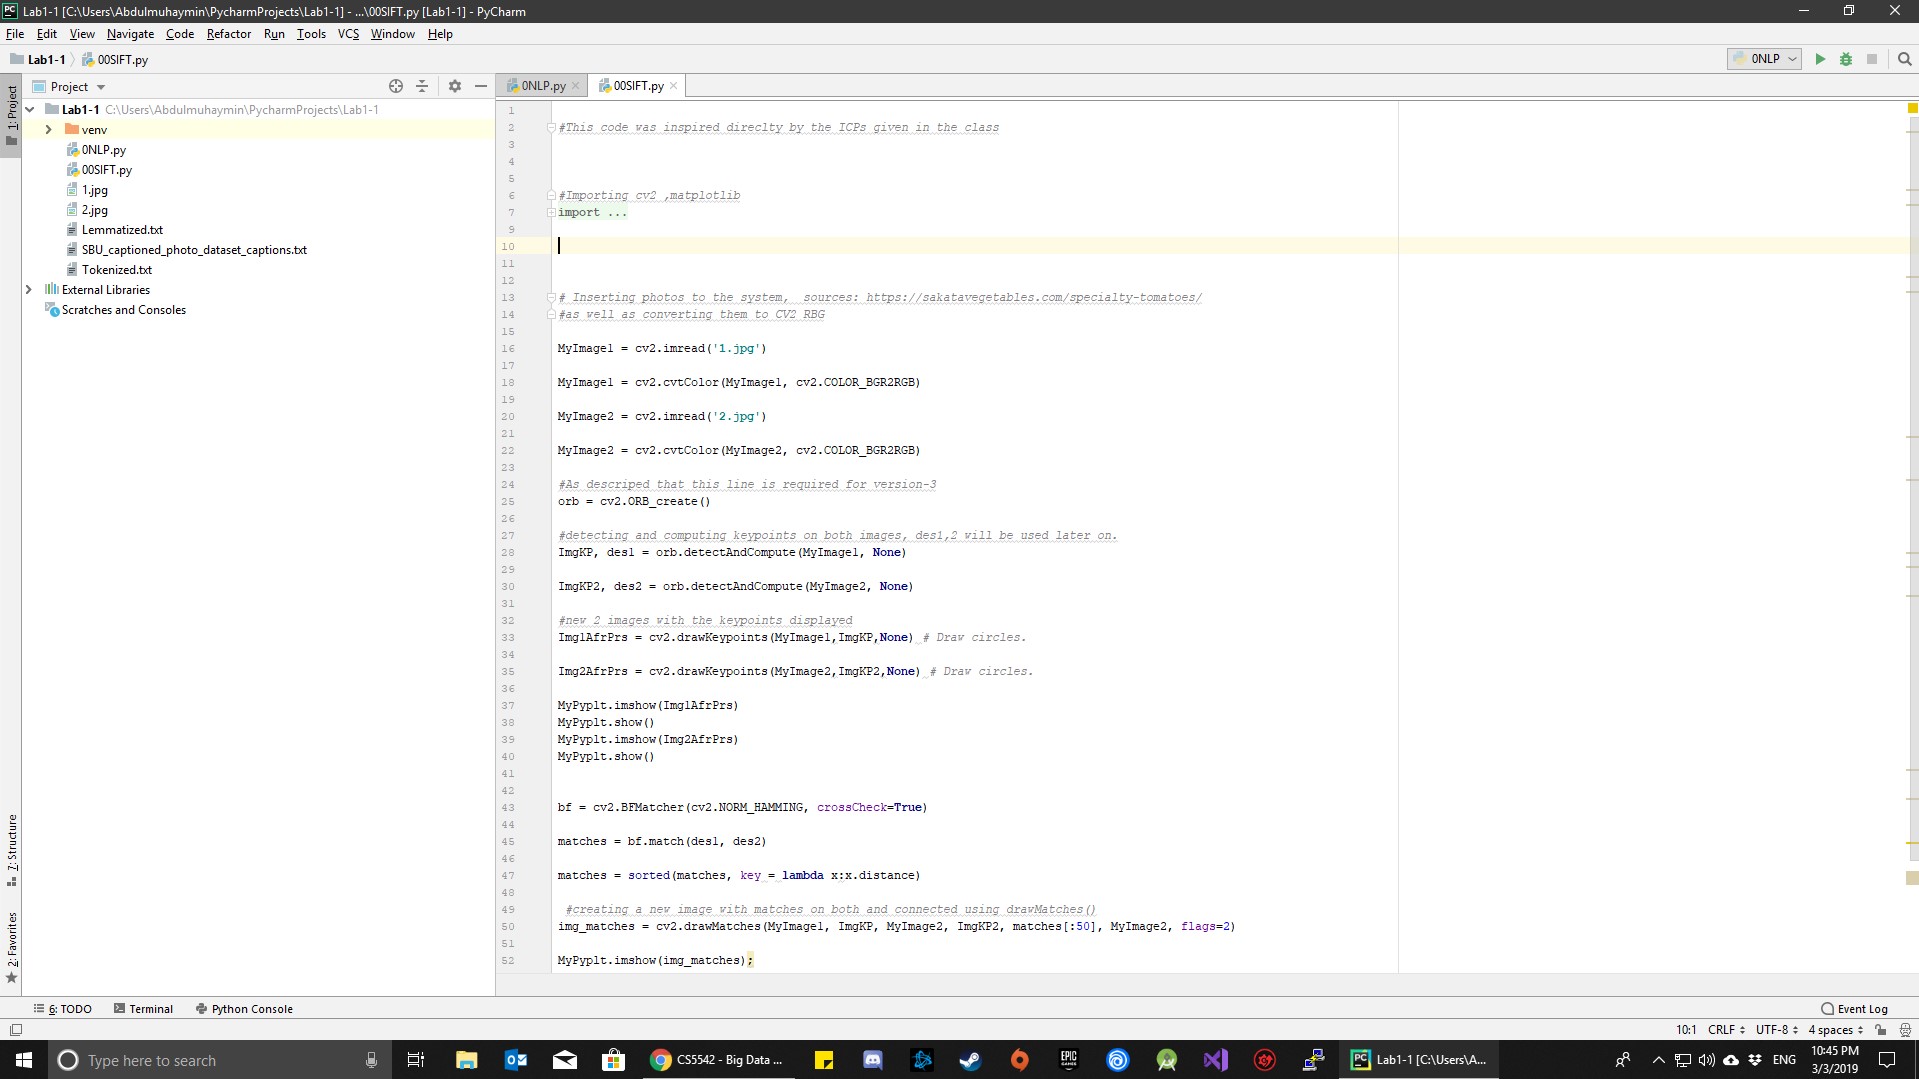 Lab1-1 [C:\Users\Abdulmuhaymin\PycharmProjects\Lab1-1] - ...\00SIFT.py [Lab1-1] - PyCharm
File Edit View Navigate Code Refactor Run Tools VCS Window Help
Lab1-1 00SIFT.py 0NLP
Project
0NLP.py 00SIFT.py
1: Project
Lab1-1 C:\Users\Abdulmuhaymin\PycharmProjects\Lab1-1
venv
0NLP.py
00SIFT.py
1.jpg
2.jpg
Lemmatized.txt
SBU_captioned_photo_dataset_captions.txt
Tokenized.txt
External Libraries
Scratches and Consoles
7: Structure
2: Favorites
1
2 #This code was inspired direclty by the ICPs given in the class
3
4
5
6 #Importing cv2 ,matplotlib
7 import ...
9
10
11
12
13 # Inserting photos to the system,  sources: https://sakatavegetables.com/specialty-tomatoes/
14 #as well as converting them to CV2 RBG
15
16 MyImage1 = cv2.imread('1.jpg')
17
18 MyImage1 = cv2.cvtColor(MyImage1, cv2.COLOR_BGR2RGB)
19
20 MyImage2 = cv2.imread('2.jpg')
21
22 MyImage2 = cv2.cvtColor(MyImage2, cv2.COLOR_BGR2RGB)
23
24 #As descriped that this line is required for version-3
25 orb = cv2.ORB_create()
26
27 #detecting and computing keypoints on both images, des1,2 will be used later on.
28 ImgKP, des1 = orb.detectAndCompute(MyImage1, None)
29
30 ImgKP2, des2 = orb.detectAndCompute(MyImage2, None)
31
32 #new 2 images with the keypoints displayed
33 Img1AfrPrs = cv2.drawKeypoints(MyImage1,ImgKP,None) # Draw circles.
34
35 Img2AfrPrs = cv2.drawKeypoints(MyImage2,ImgKP2,None) # Draw circles.
36
37 MyPyplt.imshow(Img1AfrPrs)
38 MyPyplt.show()
39 MyPyplt.imshow(Img2AfrPrs)
40 MyPyplt.show()
41
42
43 bf = cv2.BFMatcher(cv2.NORM_HAMMING, crossCheck=True)
44
45 matches = bf.match(des1, des2)
46
47 matches = sorted(matches, key = lambda x:x.distance)
48
49 #creating a new image with matches on both and connected using drawMatches()
50 img_matches = cv2.drawMatches(MyImage1, ImgKP, MyImage2, ImgKP2, matches[:50], MyImage2, flags=2)
51
52 MyPyplt.imshow(img_matches);
6: TODO Terminal Python Console Event Log
10:1 CRLF UTF-8 4 spaces
Type here to search CS5542 - Big Data ... EPIC GAMES Lab1-1 [C:\Users\A... ENG 10:45 PM
3/3/2019